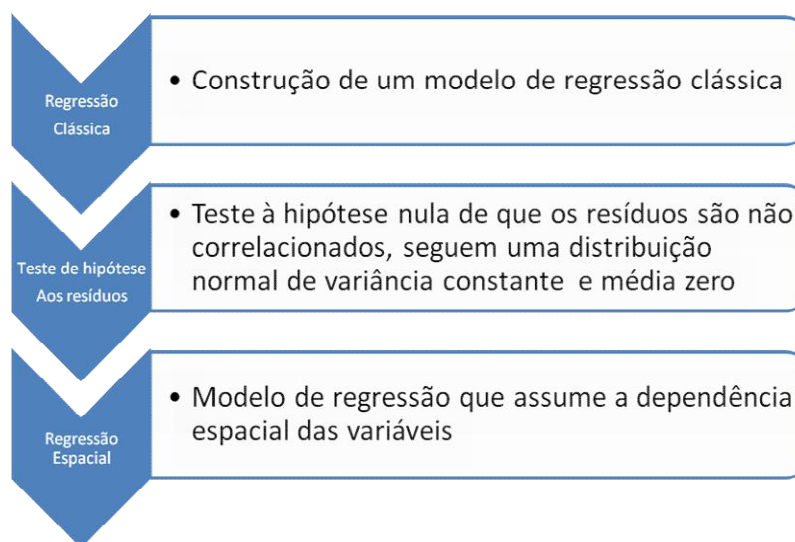 Regressão
Clássica
• Construção de um modelo de regressão clássica
Teste de hipótese
Aos resíduos
• Teste à hipótese nula de que os resíduos são não
correlacionados, seguem uma distribuição
normal de variância constante e média zero
Regressão
Espacial
• Modelo de regressão que assume a dependência
espacial das variáveis